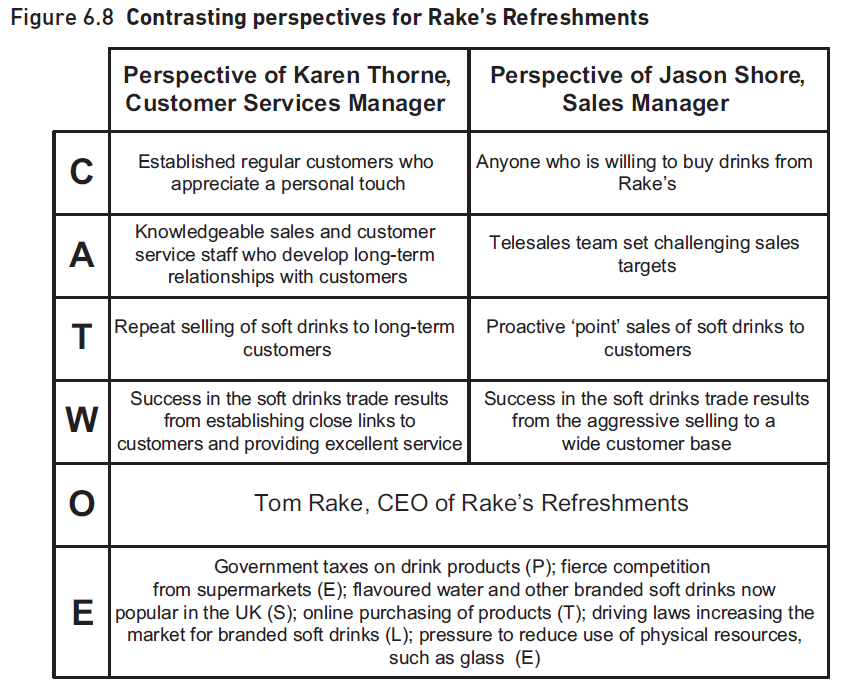 Figure 6.8 Contrasting perspectives for Rake’s Refreshments
Perspective of Karen Thorne,
Customer Services Manager
Perspective of Jason Shore,
Sales Manager
C
Established regular customers who
appreciate a personal touch
Anyone who is willing to buy drinks from
Rake’s
A
Knowledgeable sales and customer
service staff who develop long-term
relationships with customers
Telesales team set challenging sales
targets
T
Repeat selling of soft drinks to long-term
customers
Proactive ‘point’ sales of soft drinks to
customers
W
Success in the soft drinks trade results
from establishing close links to
customers and providing excellent service
Success in the soft drinks trade results
from the aggressive selling to a
wide customer base
O
Tom Rake, CEO of Rake’s Refreshments
E
Government taxes on drink products (P); fierce competition
from supermarkets (E); flavoured water and other branded soft drinks now
popular in the UK (S); online purchasing of products (T); driving laws increasing the
market for branded soft drinks (L); pressure to reduce use of physical resources,
such as glass (E)